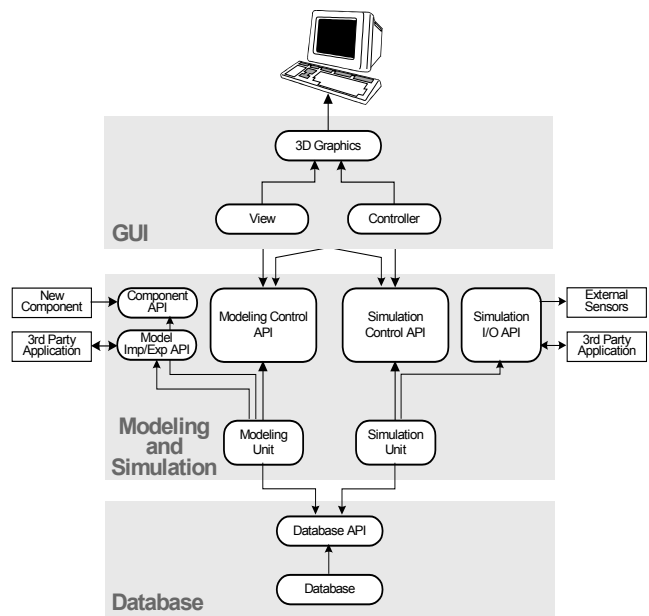 3D Graphics
View
Controller
GUI
New
Component
Component
API
Modeling Control
API
Simulation
Control API
Simulation
I/O API
External
Sensors
3rd Party
Application
Model
Imp/Exp API
3rd Party
Application
Modeling
and
Simulation
Modeling
Unit
Simulation
Unit
Database API
Database
Database